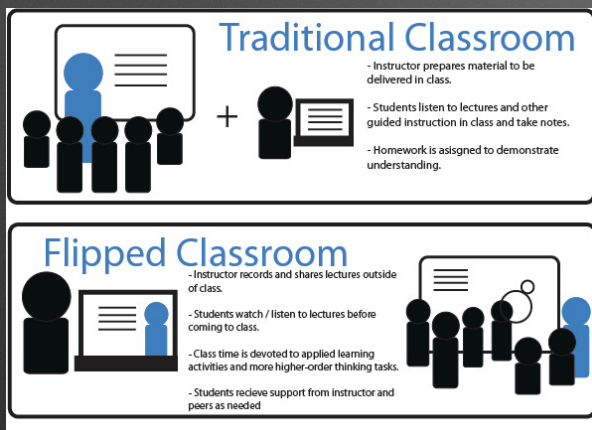 Traditional Classroom
- Instructor prepares material to be
delivered in class.
- Students listen to lectures and other
guided instruction in class and take notes.
- Homework is asisgned to demonstrate
understanding.
+
Flipped Classroom
- Instructor records and shares lectures outside
of class.
- Students watch / listen to lectures before
coming to class.
- Class time is devoted to applied learning
activities and more higher-order thinking tasks.
- Students recieve support from instructor and
peers as needed